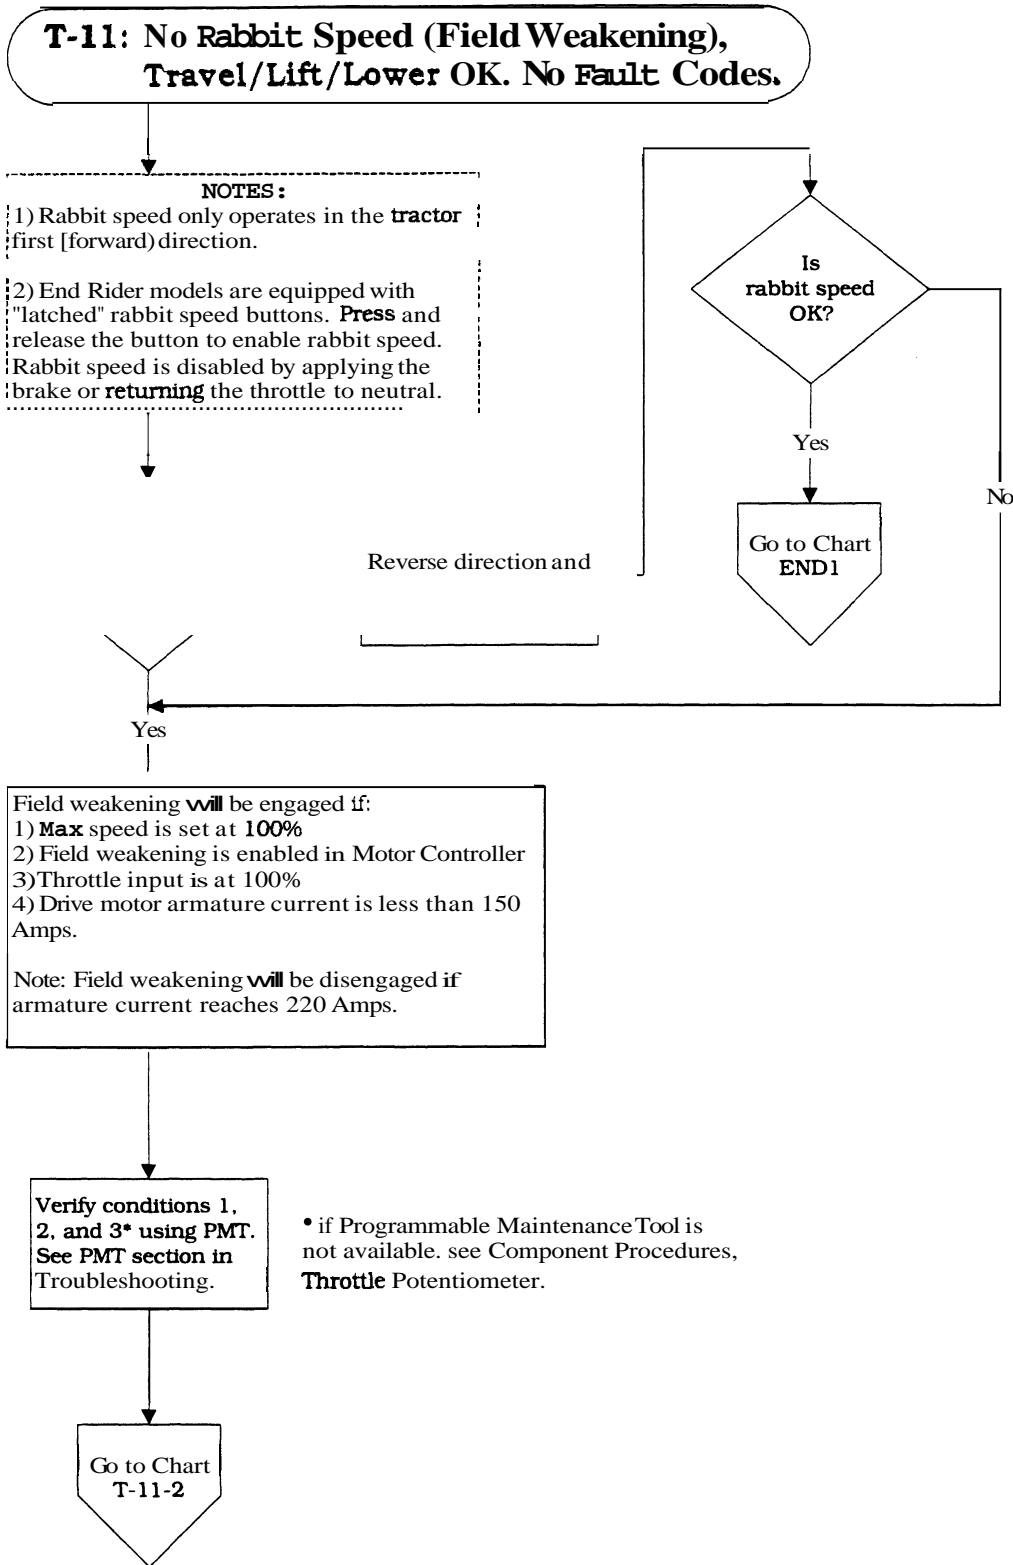 T-11: No Rabbit Speed (Field Weakening),
Travel/Lift/Lower OK. No Fault Codes.
NOTES:
1) Rabbit speed only operates in the tractor
first [forward) direction.
2) End Rider models are equipped with
"latched" rabbit speed buttons. Press and
release the button to enable rabbit speed.
Rabbit speed is disabled by applying the
brake or returning the throttle to neutral.
Reverse direction and
Is
rabbit speed
OK?
Yes
No
Go to Chart
END1
Yes
Field weakening will be engaged if:
1) Max speed is set at 100%
2) Field weakening is enabled in Motor Controller
3)Throttle input is at 100%
4) Drive motor armature current is less than 150
Amps.
Note: Field weakening will be disengaged if
armature current reaches 220 Amps.
Verify conditions 1,
2, and 3* using PMT.
See PMT section in
Troubleshooting.
• if Programmable Maintenance Tool is
not available. see Component Procedures,
Throttle Potentiometer.
Go to Chart
T-11-2